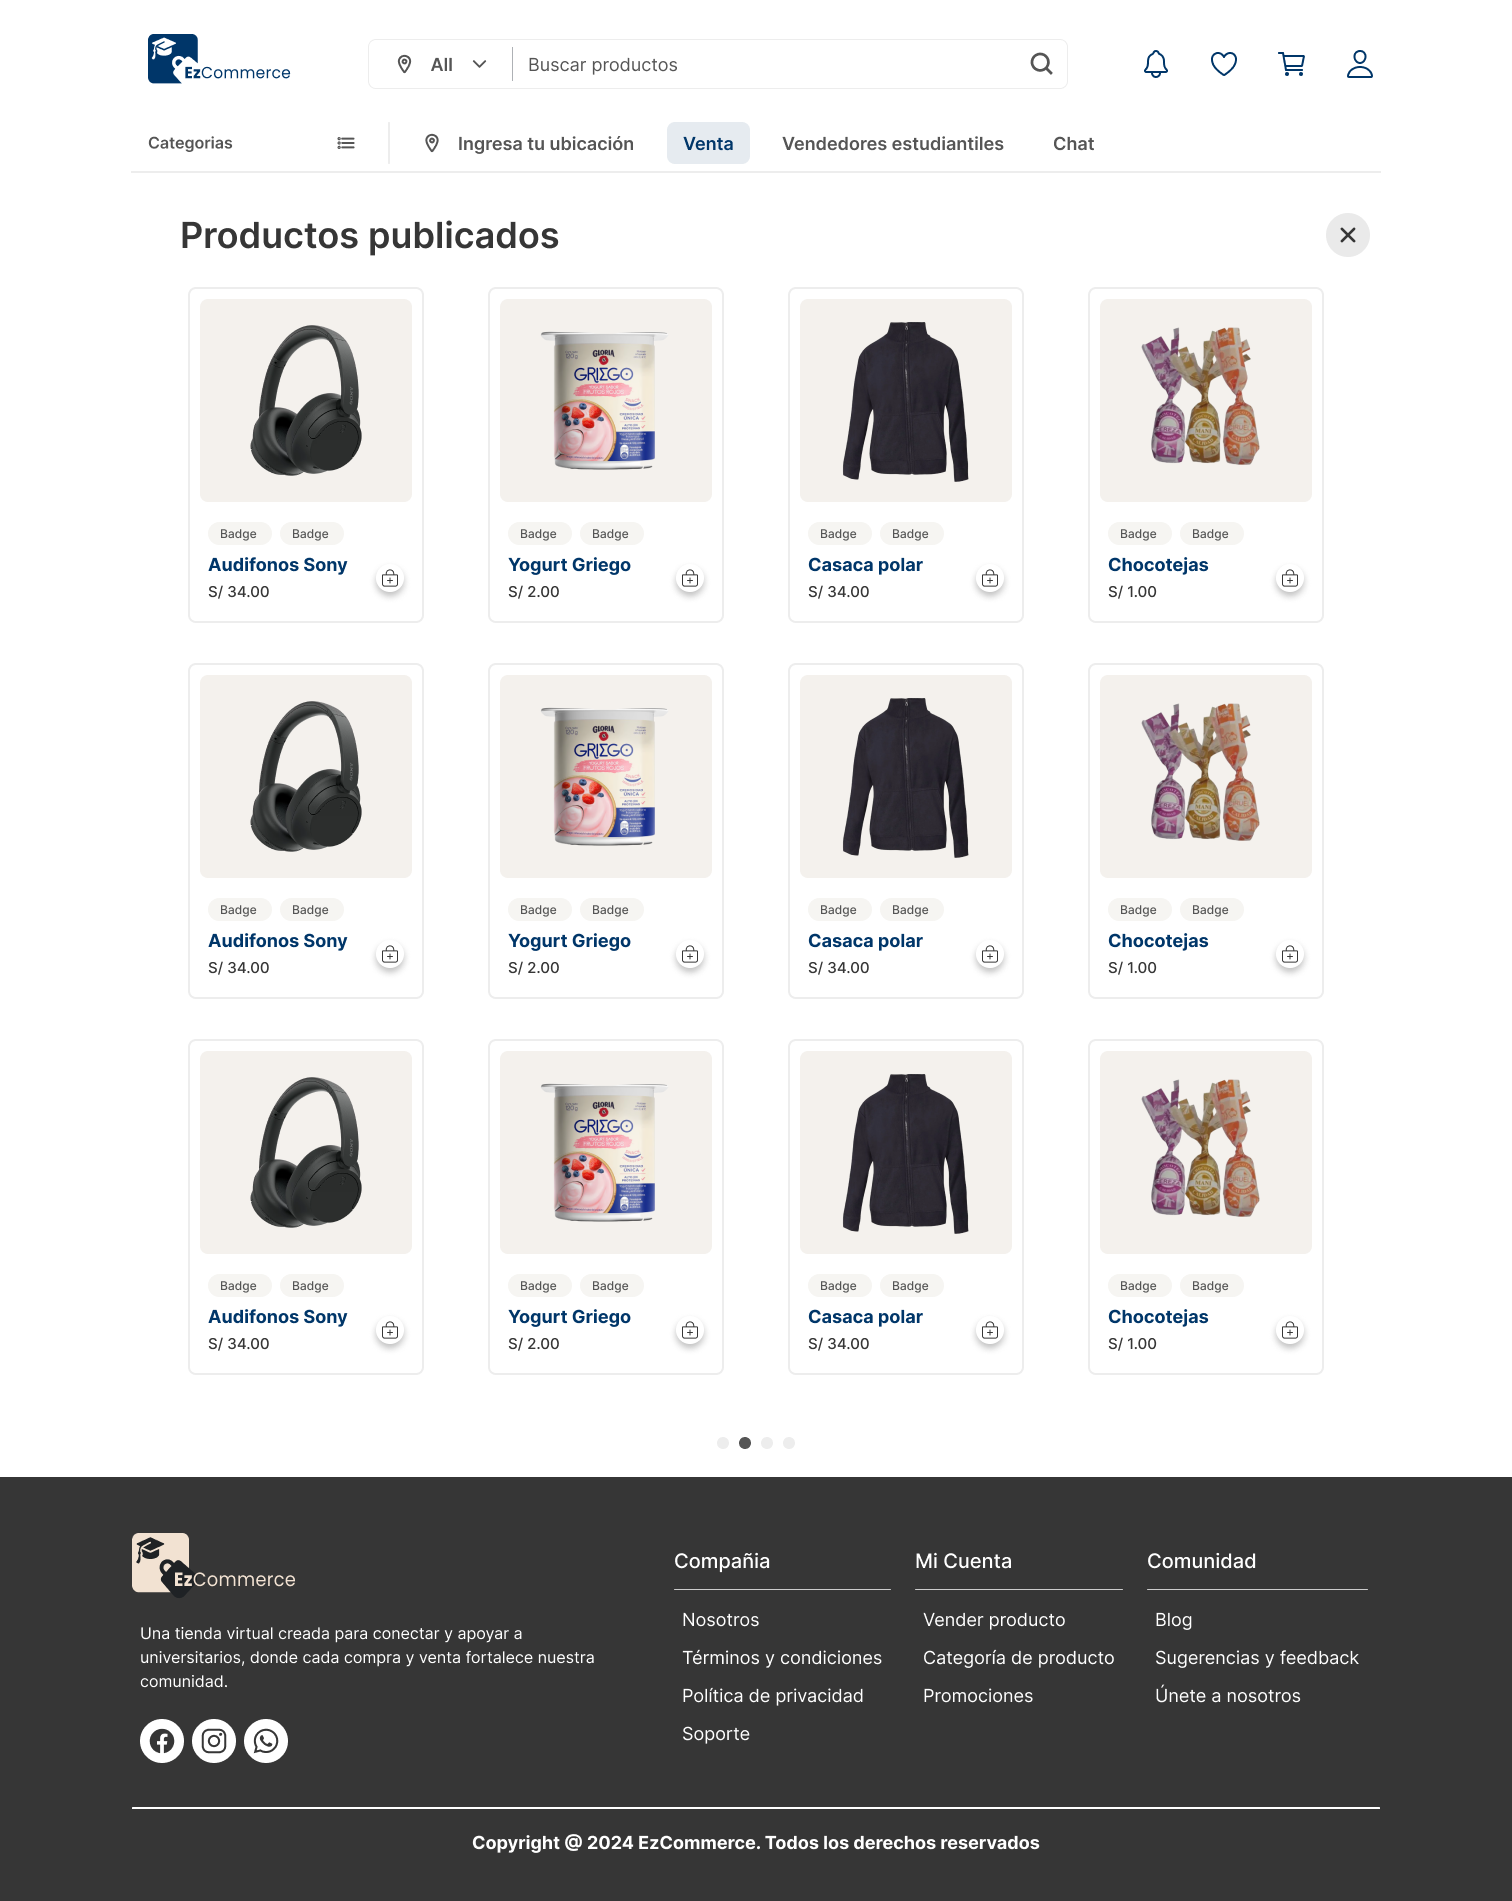 EzCommerce
All
Buscar productos
Categorias
Ingresa tu ubicación
Venta
Vendedores estudiantiles
Chat
Productos publicados
GLORIA
GRIEGO
Badge Badge
Audifonos Sony
S/ 34.00
Badge Badge
Yogurt Griego
S/ 2.00
Badge Badge
Casaca polar
S/ 34.00
Badge Badge
Chocotejas
S/ 1.00
GLORIA
GRIEGO
Badge Badge
Audifonos Sony
S/ 34.00
Badge Badge
Yogurt Griego
S/ 2.00
Badge Badge
Casaca polar
S/ 34.00
Badge Badge
Chocotejas
S/ 1.00
GLORIA
GRIEGO
Badge Badge
Audifonos Sony
S/ 34.00
Badge Badge
Yogurt Griego
S/ 2.00
Badge Badge
Casaca polar
S/ 34.00
Badge Badge
Chocotejas
S/ 1.00
EzCommerce
Una tienda virtual creada para conectar y apoyar a
universitarios, donde cada compra y venta fortalece nuestra
comunidad.
Compañia
Nosotros
Términos y condiciones
Política de privacidad
Soporte
Mi Cuenta
Vender producto
Categoría de producto
Promociones
Comunidad
Blog
Sugerencias y feedback
Únete a nosotros
Copyright @ 2024 EzCommerce. Todos los derechos reservados